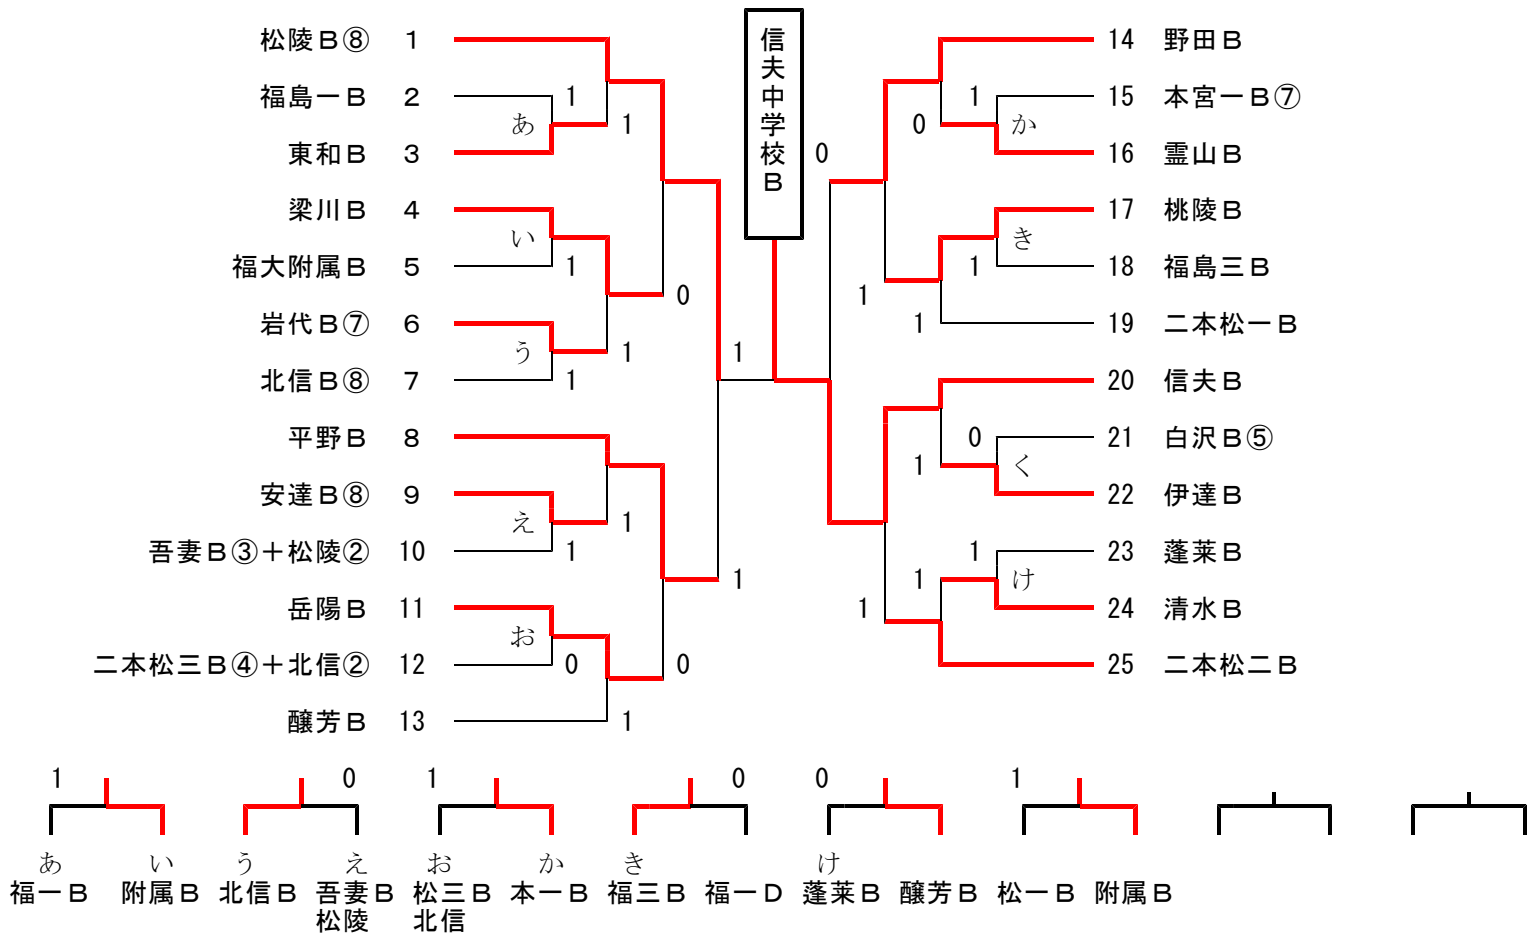 松陵Ｂ⑧ 1
福島一Ｂ 2
東和Ｂ 3
梁川Ｂ 4
福大附属Ｂ 5
岩代Ｂ⑦ 6
北信Ｂ⑧ 7
平野Ｂ 8
安達Ｂ⑧ 9
吾妻Ｂ③＋松陵② 10
岳陽Ｂ 11
二本松三Ｂ④＋北信② 12
醸芳Ｂ 13
あ
い
う
え
お
1
1
1
1
1
0
1
1
0
1
0
1
1
信夫中学校Ｂ
0
1
1
0
1
1
1
0
1
1
1
1
か
き
く
け
14 野田Ｂ
15 本宮一Ｂ⑦
16 霊山Ｂ
17 桃陵Ｂ
18 福島三Ｂ
19 二本松一Ｂ
20 信夫Ｂ
21 白沢Ｂ⑤
22 伊達Ｂ
23 蓬莱Ｂ
24 清水Ｂ
25 二本松二Ｂ
1 0 1 0 0 1
あ い う え お か き け
福一Ｂ 附属Ｂ 北信Ｂ 吾妻Ｂ 松三Ｂ 本一Ｂ 福三Ｂ 福一Ｄ 蓬莱Ｂ 醸芳Ｂ 松一Ｂ 附属Ｂ
松陵 北信